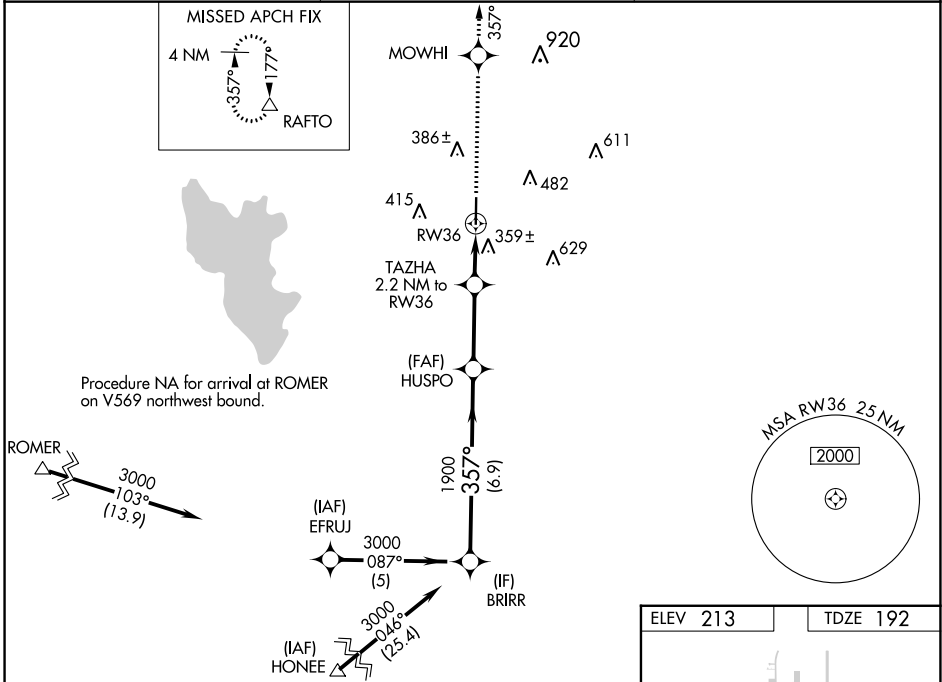 MISSED APCH FIX
4 NM
357°
177°
RAFTO
357°
MOWHI
920
386±
611
482
415
RW36
359±
629
TAZHA
2.2 NM to
RW36
(FAF)
HUSPO
Procedure NA for arrival at ROMER
on V569 northwest bound.
ROMER
3000
103°
(13.9)
1900
357°
(6.9)
MSA RW36 25 NM
2000
(IAF)
EFRUJ
3000
087°
(5)
(IF)
BRIRR
3000
046°
(25.4)
(IAF)
HONEE
ELEV 213
TDZE 192